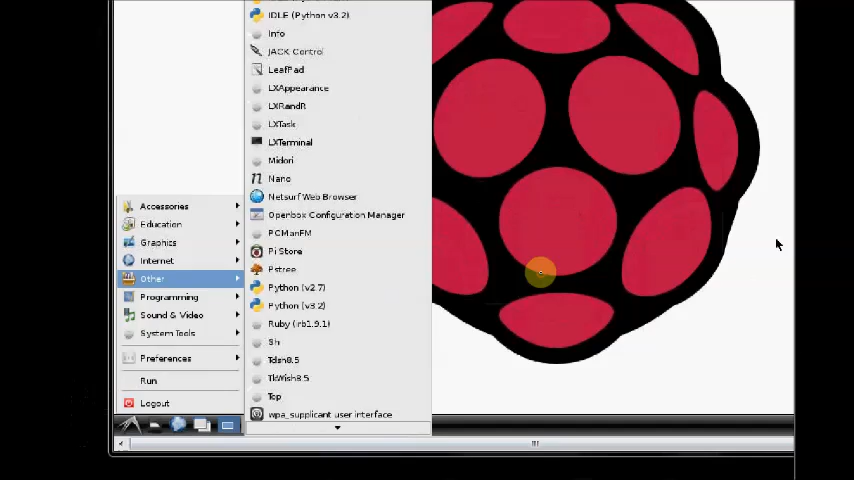 IDLE (Python v3.2)
Info
JACK Control
LeafPad
LXAppearance
LXRandR
LXTask
LXTerminal
Midori
Nano
Netsurf Web Browser
Openbox Configuration Manager
PCManFM
Pi Store
Pstree
Python (v2.7)
Python (v3.2)
Ruby (irb1.9.1)
Sh
Tclsh8.5
TkWish8.5
Top
wpa_supplicant user interface
Accessories
Education
Graphics
Internet
Other
Programming
Sound & Video
System Tools
Preferences
Run
Logout